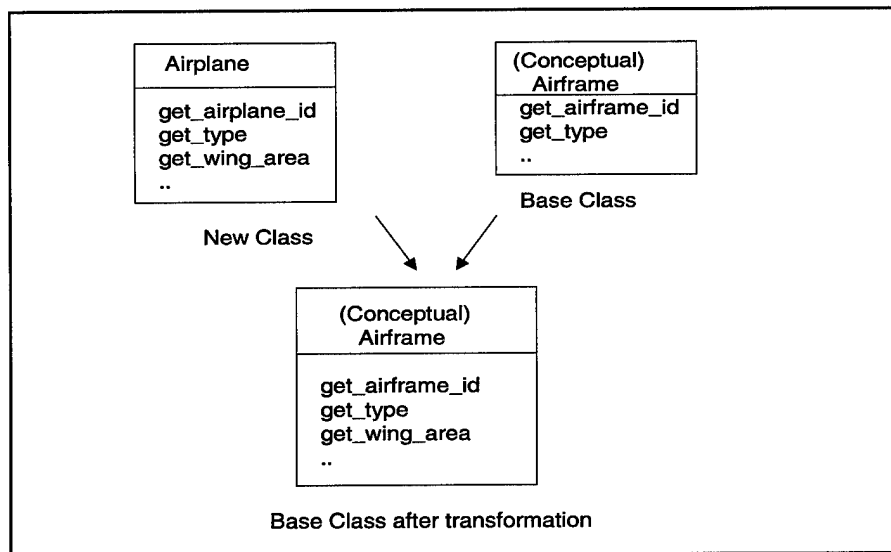 Airplane
get_airplane_id
get_type
get_wing_area
..
New Class
(Conceptual)
Airframe
get_airframe_id
get_type
..
Base Class
(Conceptual)
Airframe
get_airframe_id
get_type
get_wing_area
..
Base Class after transformation